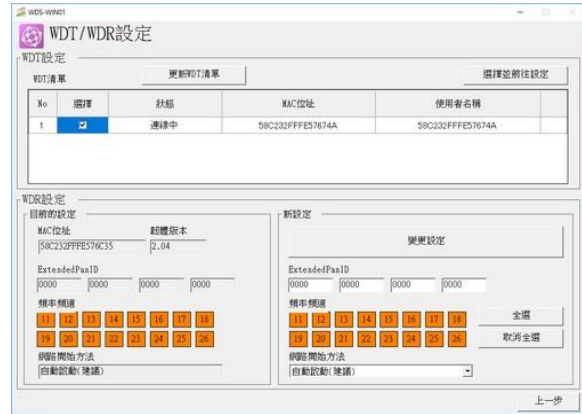 WDS-WIN01
WDT/WDR設定
WDT設定
WDT清單
更新WDT清單
選擇並前往設定
No 選擇 狀態 MAC位址 使用者名稱
1 連線中 58C232FFFE57674A 58C232FFFE57674A
WDR設定
目前的設定
MAC位址 韌體版本
58C232FFFE576C35 2.04
ExtendedPanID
0000 0000 0000 0000
頻率頻道
11 12 13 14 15 16 17 18
19 20 21 22 23 24 25 26
網路開始方法
自動啟動(建議)
新設定
變更設定
ExtendedPanID
0000 0000 0000 0000
頻率頻道
11 12 13 14 15 16 17 18
全選
19 20 21 22 23 24 25 26
取消全選
網路開始方法
自動啟動(建議)
上一步